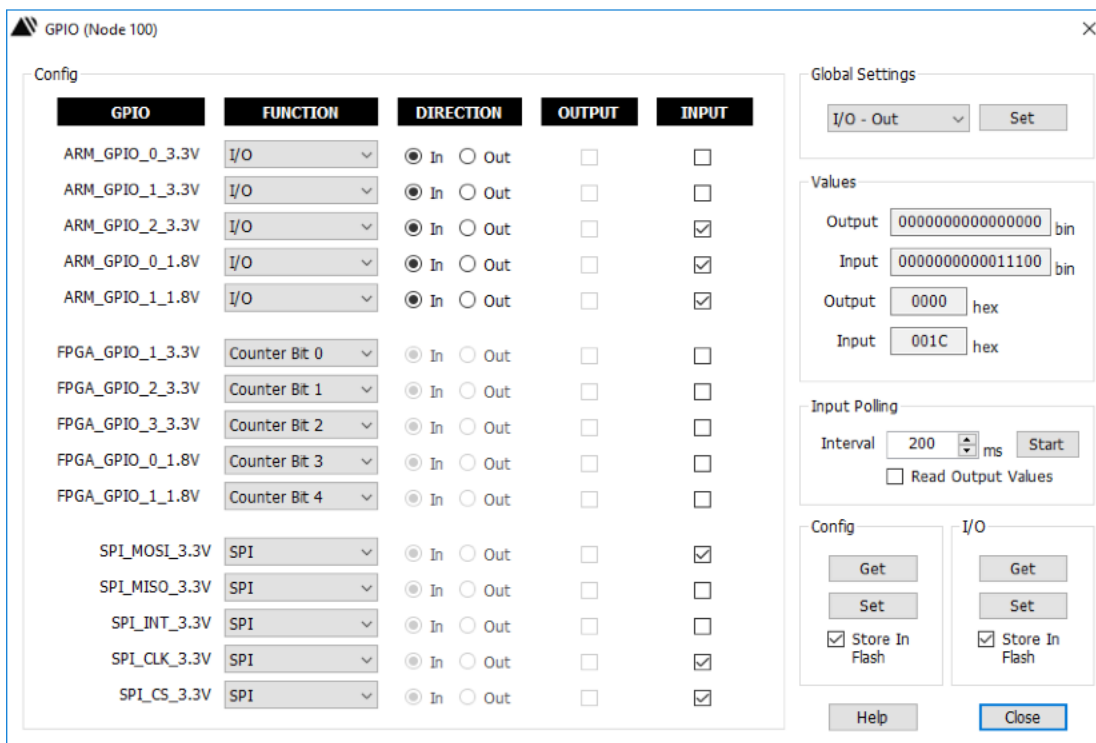 GPIO (Node 100)
Config
GPIO FUNCTION DIRECTION OUTPUT INPUT
ARM_GPIO_0_3.3V I/O In Out
ARM_GPIO_1_3.3V I/O In Out
ARM_GPIO_2_3.3V I/O In Out
ARM_GPIO_0_1.8V I/O In Out
ARM_GPIO_1_1.8V I/O In Out
FPGA_GPIO_1_3.3V Counter Bit 0 In Out
FPGA_GPIO_2_3.3V Counter Bit 1 In Out
FPGA_GPIO_3_3.3V Counter Bit 2 In Out
FPGA_GPIO_0_1.8V Counter Bit 3 In Out
FPGA_GPIO_1_1.8V Counter Bit 4 In Out
SPI_MOSI_3.3V SPI In Out
SPI_MISO_3.3V SPI In Out
SPI_INT_3.3V SPI In Out
SPI_CLK_3.3V SPI In Out
SPI_CS_3.3V SPI In Out
Global Settings
I/O - Out Set
Values
Output 0000000000000000 bin
Input 0000000000011100 bin
Output 0000 hex
Input 001C hex
Input Polling
Interval 200 ms Start
Read Output Values
Config I/O
Get Get
Set Set
Store In Store In
Flash Flash
Help Close